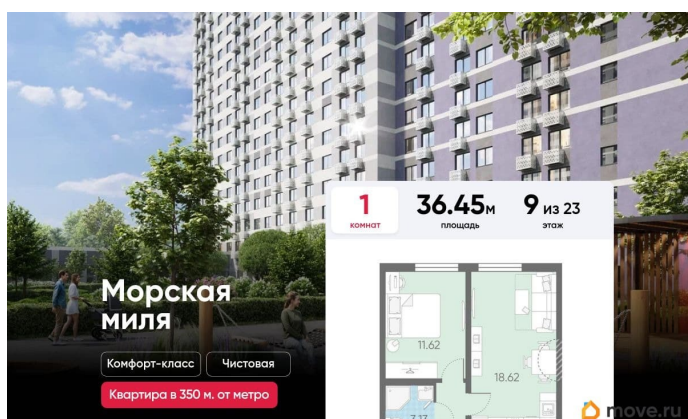 1
комнат
36.45м
площадь
9 из 23
этаж
Морская
миля
Комфорт-класс
Чистовая
Квартира в 350 м. от метро
11.62
18.62
move.ru